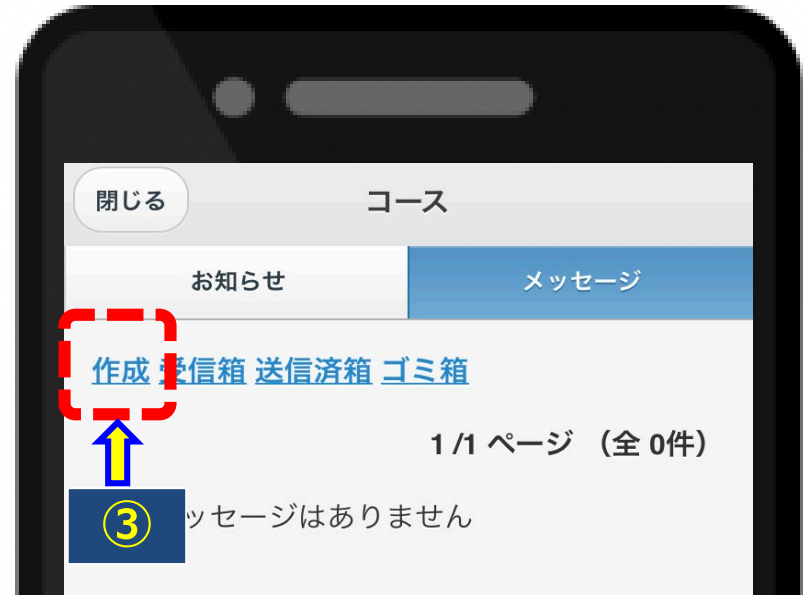 閉じる コース
お知らせ メッセージ
作成 受信箱 送信済箱 ゴミ箱
1 /1 ページ （全 0件）
③ ッセージはありません